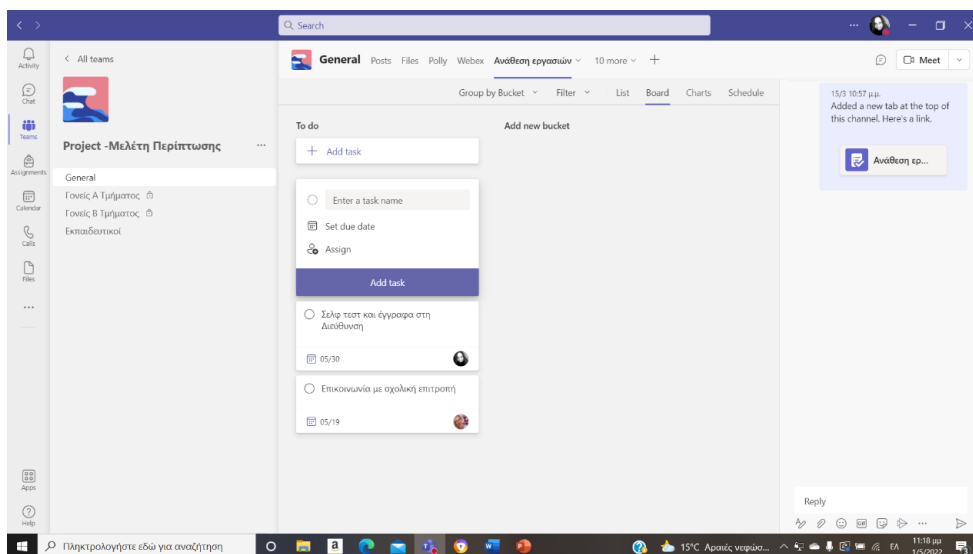 Search
Activity
Chat
Teams
Assignments
Calendar
Calls
Files
Apps
Help
All teams
Project -Μελέτη Περίπτωσης
General
Γονείς Α Τμήματος
Γονείς Β Τμήματος
Εκπαιδευτικοί
General Posts Files Polly Webex Ανάθεση εργασιών 10 more
Meet
Group by Bucket Filter List Board Charts Schedule
To do
Add new bucket
Add task
Enter a task name
Set due date
Assign
Add task
Σελφ τεστ και έγγραφα στη
Διεύθυνση
05/30
Επικοινωνία με σχολική επιτροπή
05/19
15/3 10:57 μ.μ.
Added a new tab at the top of
this channel. Here's a link.
Ανάθεση ερ...
Reply
Πληκτρολογήστε εδώ για αναζήτηση
15°C Αραιές νεφώσ...
ΕΛ
11:18 μμ
1/5/2022